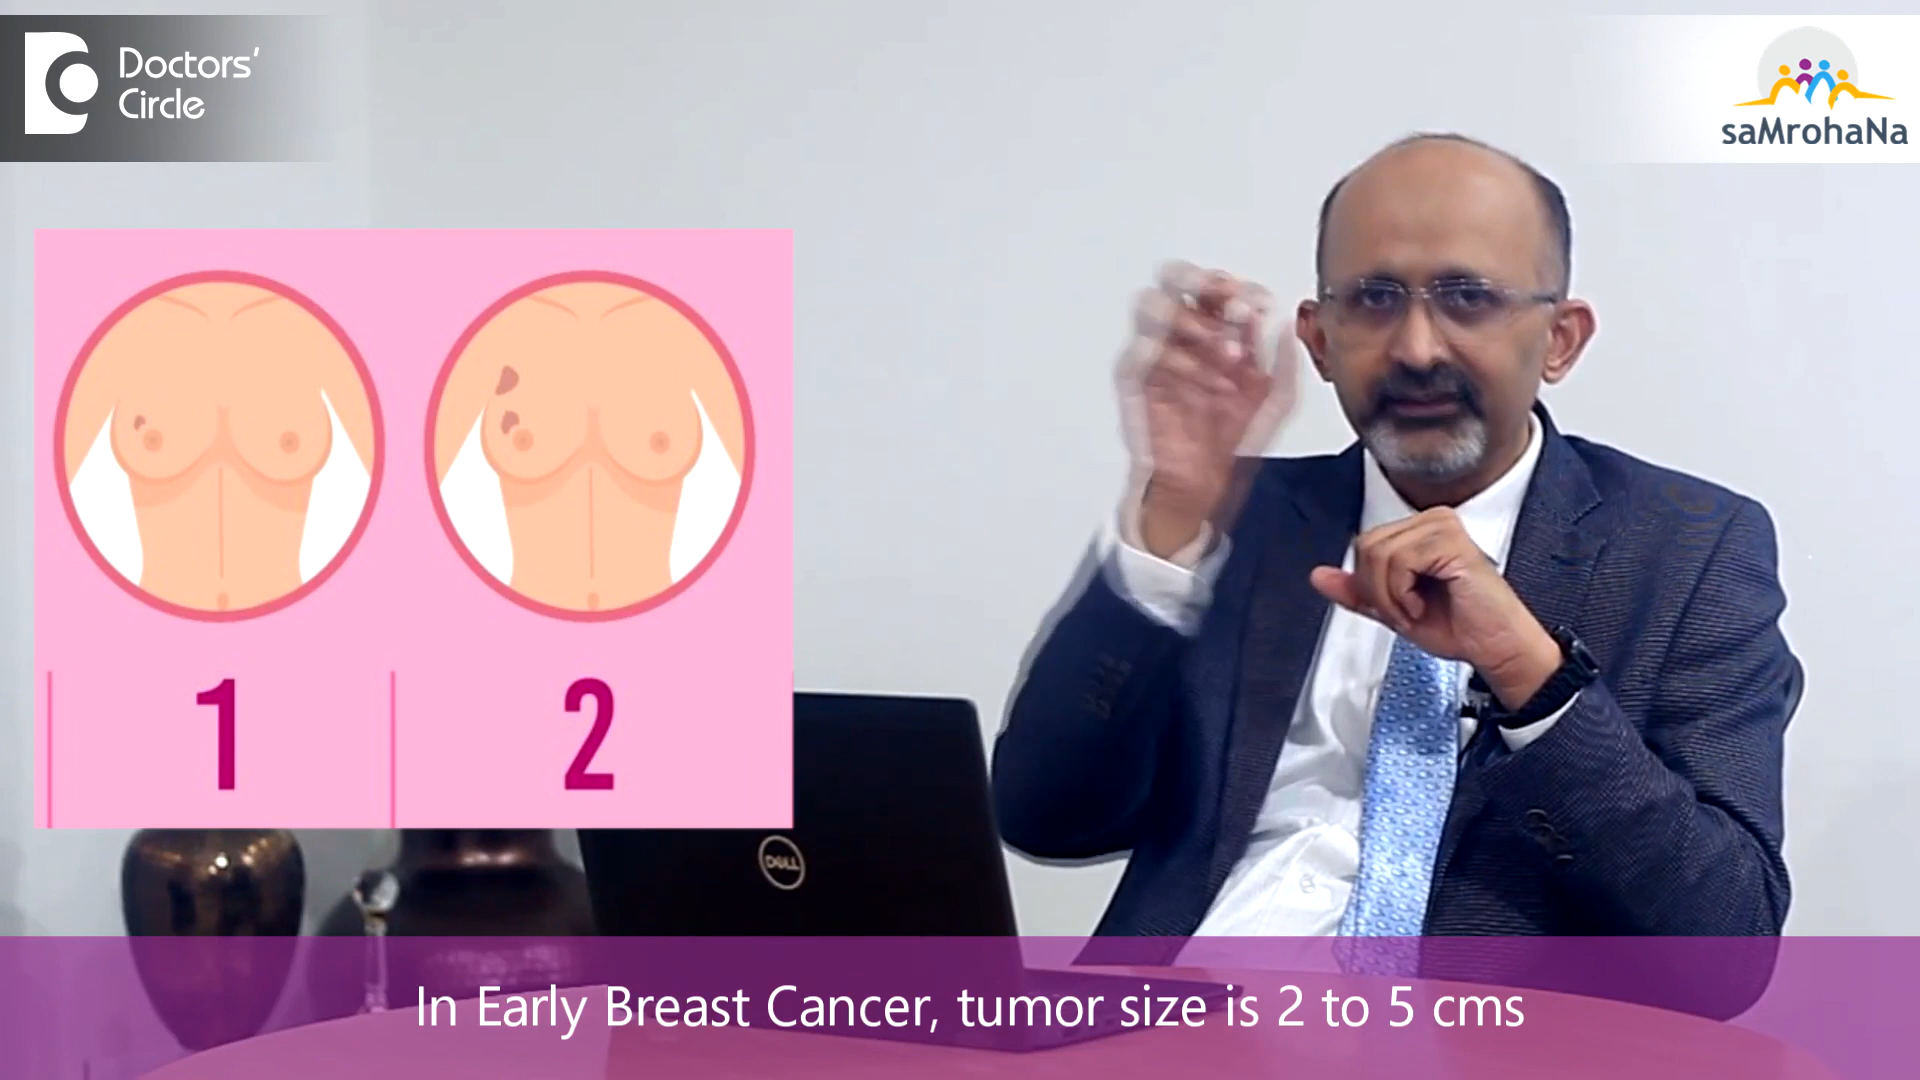 Doctors'
Circle
saMrohaNa
1
2
DELL
In Early Breast Cancer, tumor size is 2 to 5 cms